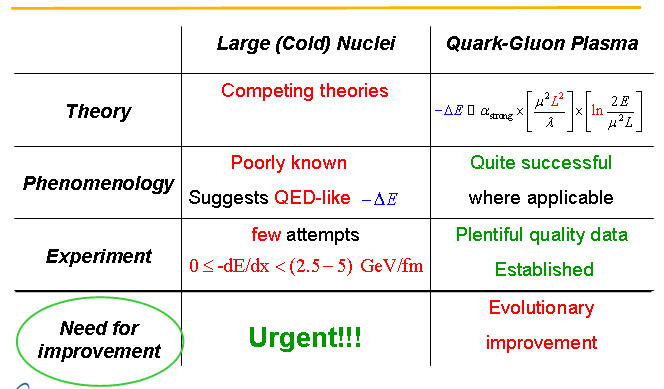 Large (Cold) Nuclei Quark-Gluon Plasma
Theory Competing theories -ΔE □ α_strong × [μ²L²/λ] × [ln 2E/μ²L]
Phenomenology Poorly known Quite successful
Suggests QED-like -ΔE where applicable
Experiment few attempts Plentiful quality data
0 ≤ -dE/dx < (2.5 – 5) GeV/fm Established
Need for Urgent!!! Evolutionary
improvement improvement